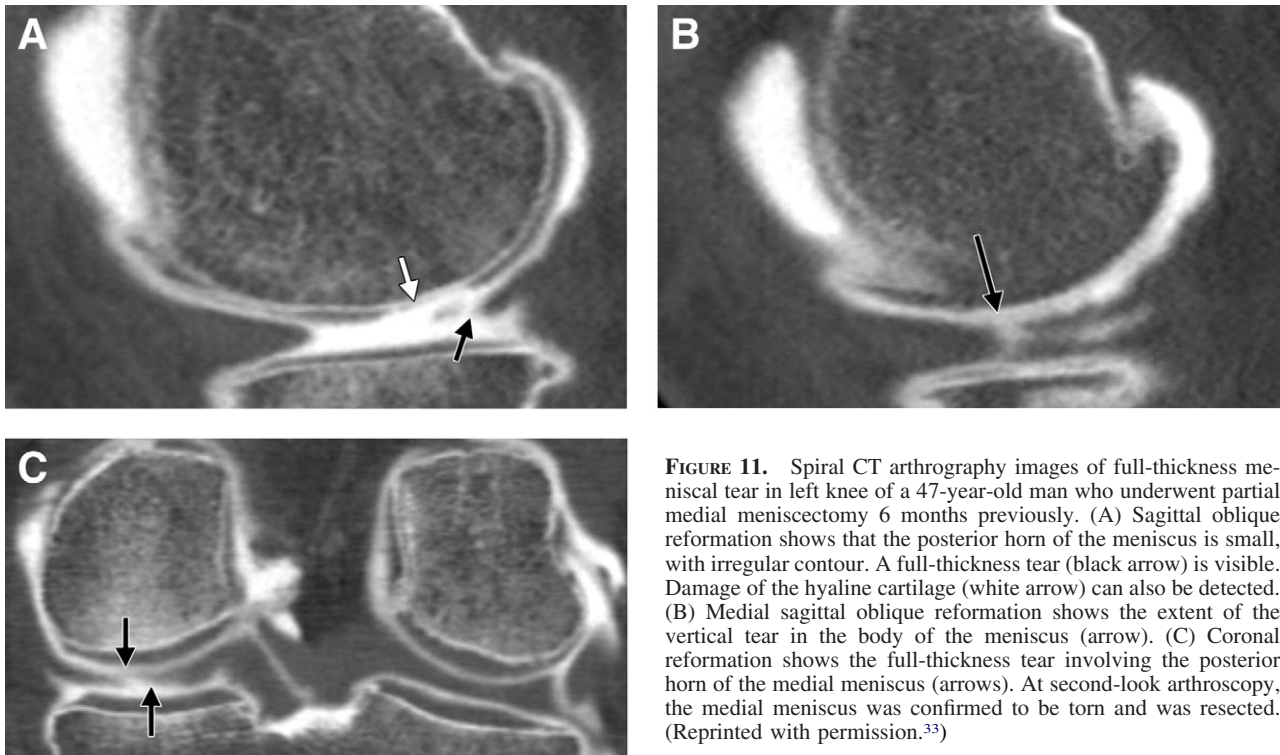 A
B
C
FIGURE 11. Spiral CT arthrography images of full-thickness me-
niscal tear in left knee of a 47-year-old man who underwent partial
medial meniscectomy 6 months previously. (A) Sagittal oblique
reformation shows that the posterior horn of the meniscus is small,
with irregular contour. A full-thickness tear (black arrow) is visible.
Damage of the hyaline cartilage (white arrow) can also be detected.
(B) Medial sagittal oblique reformation shows the extent of the
vertical tear in the body of the meniscus (arrow). (C) Coronal
reformation shows the full-thickness tear involving the posterior
horn of the medial meniscus (arrows). At second-look arthroscopy,
the medial meniscus was confirmed to be torn and was resected.
(Reprinted with permission.33)